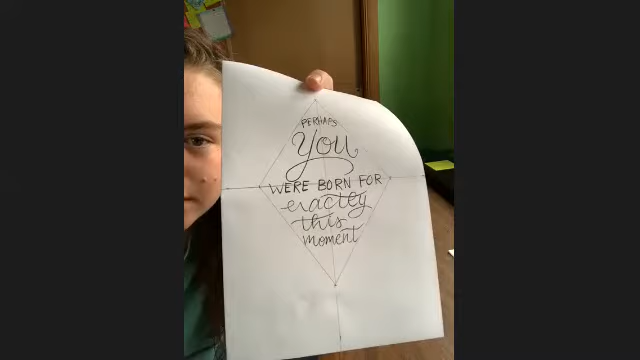 PERHAPS
You
WERE BORN FOR
exactly
this
moment